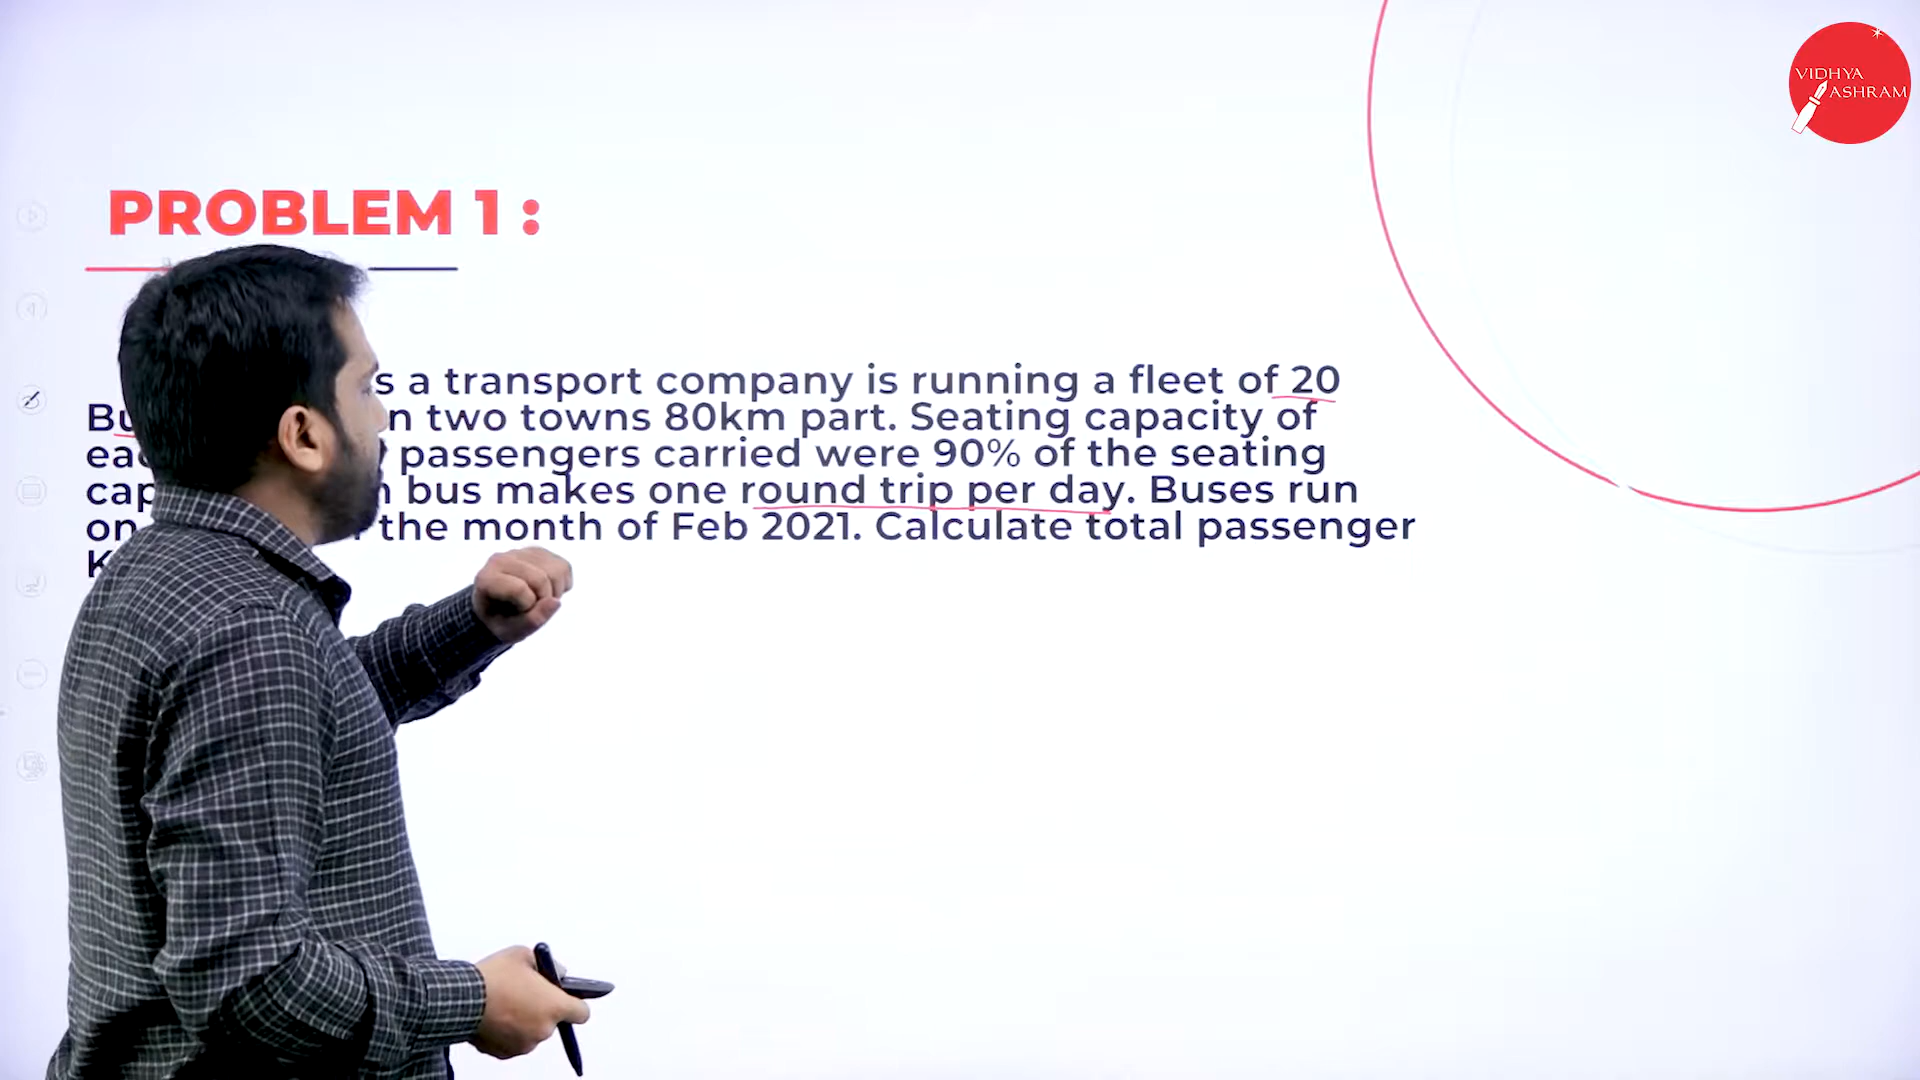 VIDHYA
ASHRAM
PROBLEM 1 :
s a transport company is running a fleet of 20
Bu n two towns 80km part. Seating capacity of
ea passengers carried were 90% of the seating
cap bus makes one round trip per day. Buses run
on the month of Feb 2021. Calculate total passenger
K